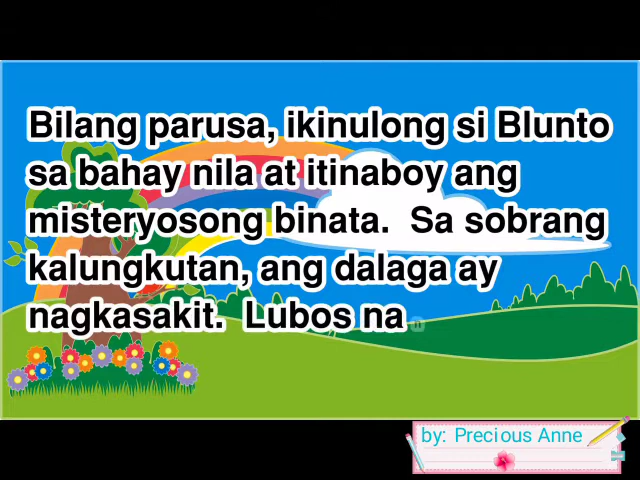 Bilang parusa, ikinulong si Blunto
sa bahay nila at itinaboy ang
misteryosong binata. Sa sobrang
kalungkutan, ang dalaga ay
nagkasakit. Lubos na
by: Precious Anne